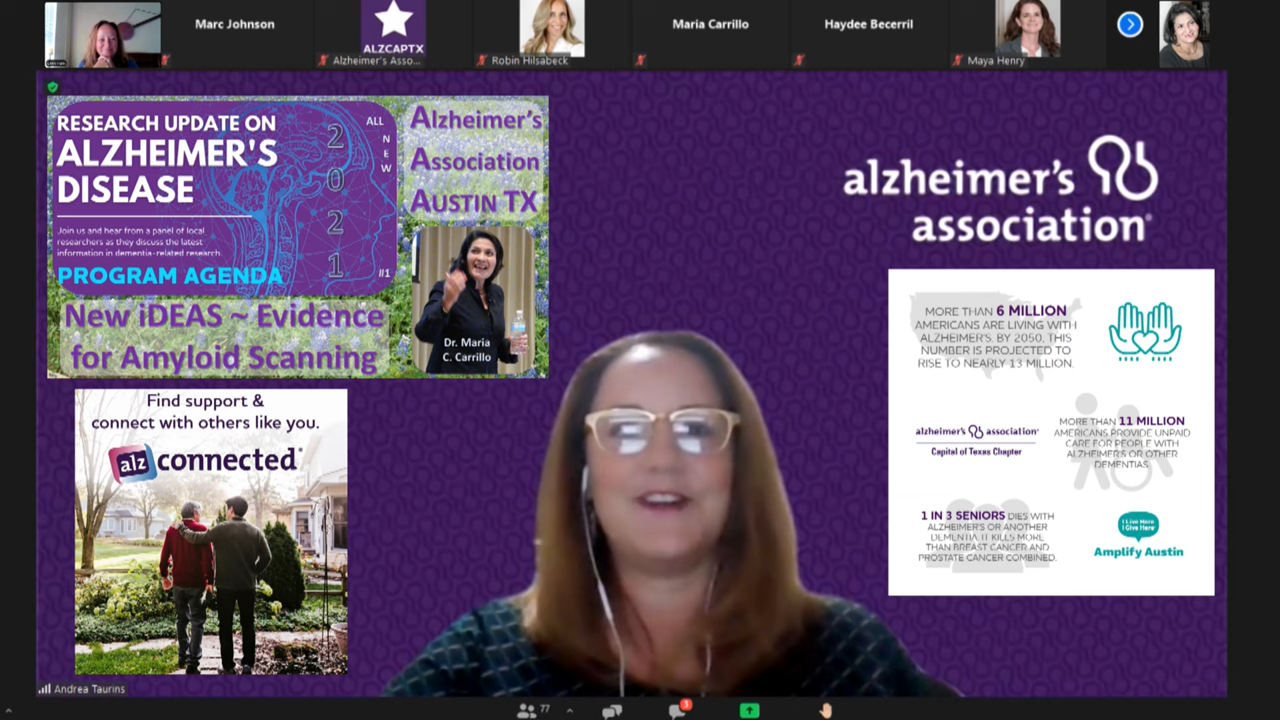 Marc Johnson
ALZCAPTX
Alzheimer's Asso...
Robin Hilsabeck
Maria Carrillo
Haydee Becerril
Maya Henry
RESEARCH UPDATE ON
ALZHEIMER'S
DISEASE
Join us and hear from a panel of local
researchers as they discuss the latest
information in dementia-related research.
PROGRAM AGENDA
2
0
2
1
ALL
N
E
W
#1
Alzheimer's
Association
AUSTIN TX
New iDEAS ~ Evidence
for Amyloid Scanning
Dr. Maria
C. Carrillo
Find support &
connect with others like you.
alz connected®
alzheimer's
association®
MORE THAN 6 MILLION
AMERICANS ARE LIVING WITH
ALZHEIMER'S. BY 2050, THIS
NUMBER IS PROJECTED TO
RISE TO NEARLY 13 MILLION.
alzheimer's association®
Capital of Texas Chapter
MORE THAN 11 MILLION
AMERICANS PROVIDE UNPAID
CARE FOR PEOPLE WITH
ALZHEIMER'S OR OTHER
DEMENTIAS.
1 IN 3 SENIORS DIES WITH
ALZHEIMER'S OR ANOTHER
DEMENTIA. IT KILLS MORE
THAN BREAST CANCER AND
PROSTATE CANCER COMBINED.
I Live Here
I Give Here
Amplify Austin
Andrea Taurins
77
3